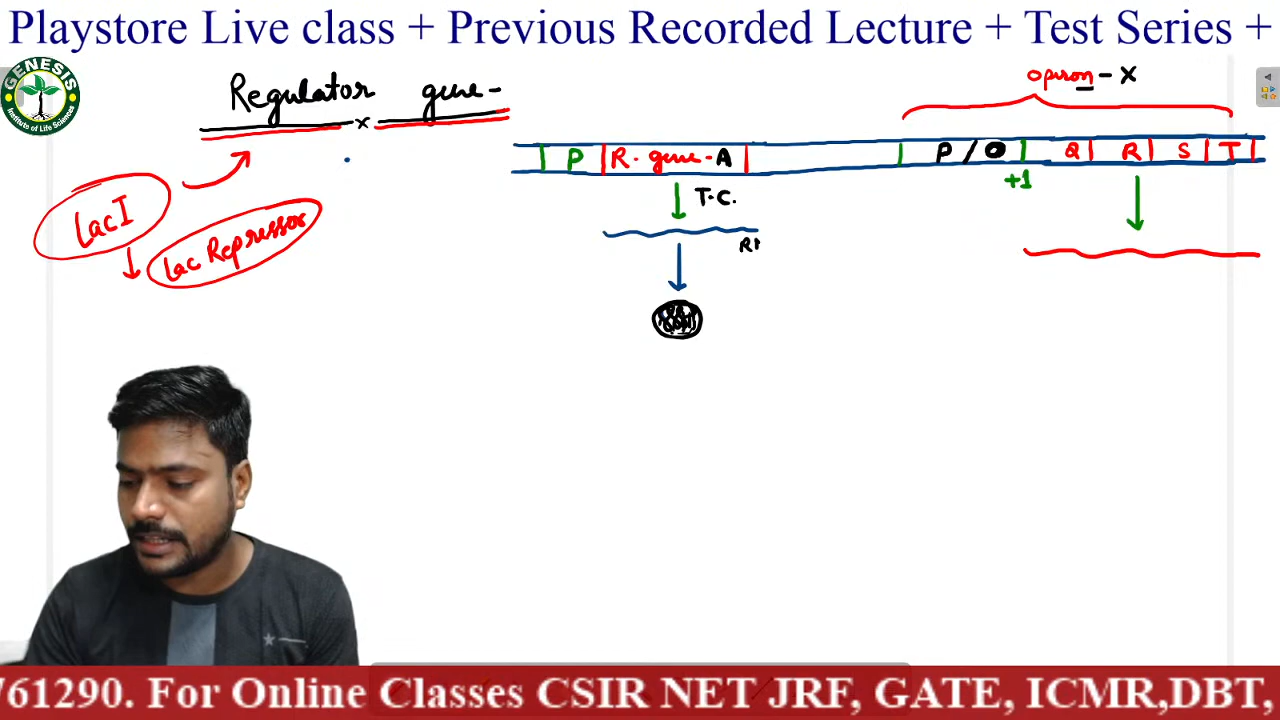 Playstore Live class + Previous Recorded Lecture + Test Series +
GENESIS
Institute of Life Sciences
Regulator gene-
x
operon - X
P R. gene-A
P/O Q R S T
+1
T.C.
LacI
Lac Repressor
761290. For Online Classes CSIR NET JRF, GATE, ICMR,DBT,